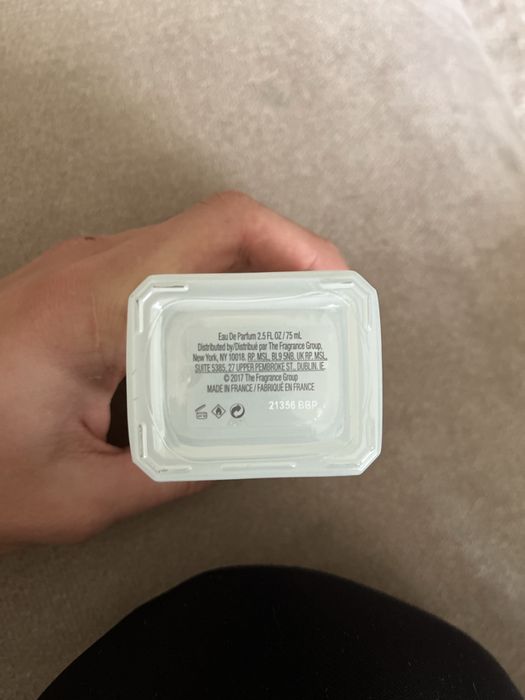 Eau De Parfum 2.5 FL OZ / 75 mL
Distributed by/Distribué par The Fragrance Group,
New York, NY 10018. RP. MSL, BL9 5NB, UK RP. MSL,
SUITE 5385, 27 UPPER PEMBROKE ST., DUBLIN, IE.
© 2017 The Fragrance Group
MADE IN FRANCE / FABRIQUÉ EN FRANCE
21356 BBP